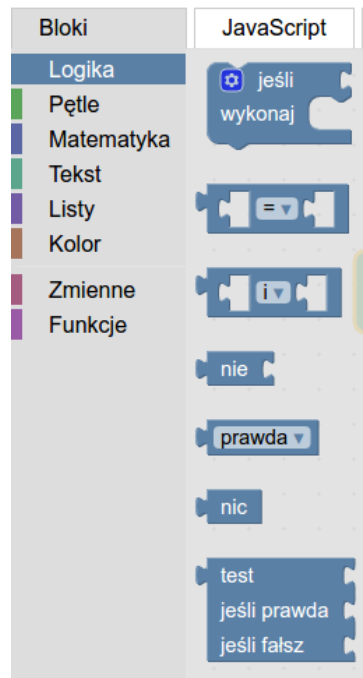 Bloki
JavaScript
Logika
Pętle
Matematyka
Tekst
Listy
Kolor
Zmienne
Funkcje
jeśli
wykonaj
=
i
nie
prawda
nic
test
jeśli prawda
jeśli fałsz